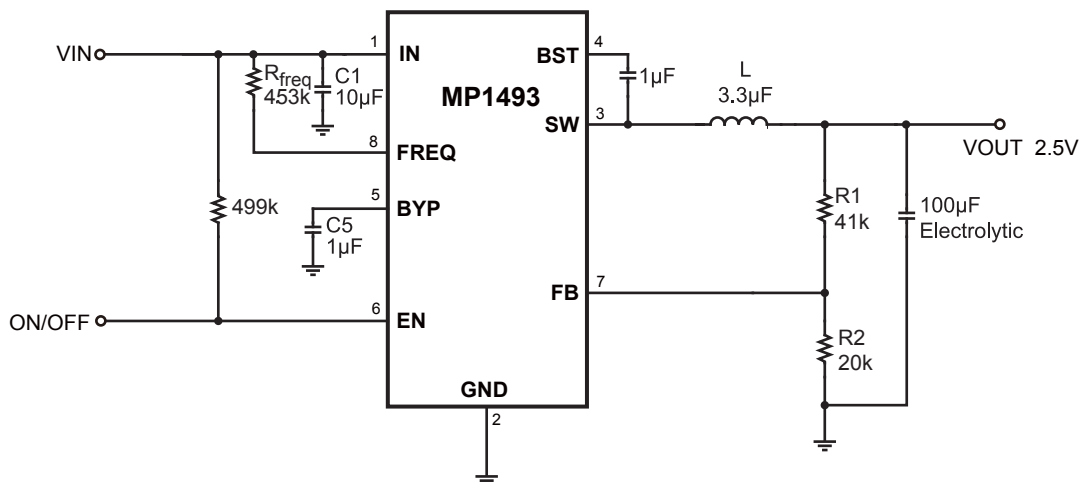 VIN
1
IN
R freq
453k
C1
10µF
8
FREQ
499k
5
BYP
C5
1µF
ON/OFF
6
EN
MP1493
GND
2
4
BST
1µF
3
SW
L
3.3µF
VOUT 2.5V
R1
41k
100µF
Electrolytic
7
FB
R2
20k